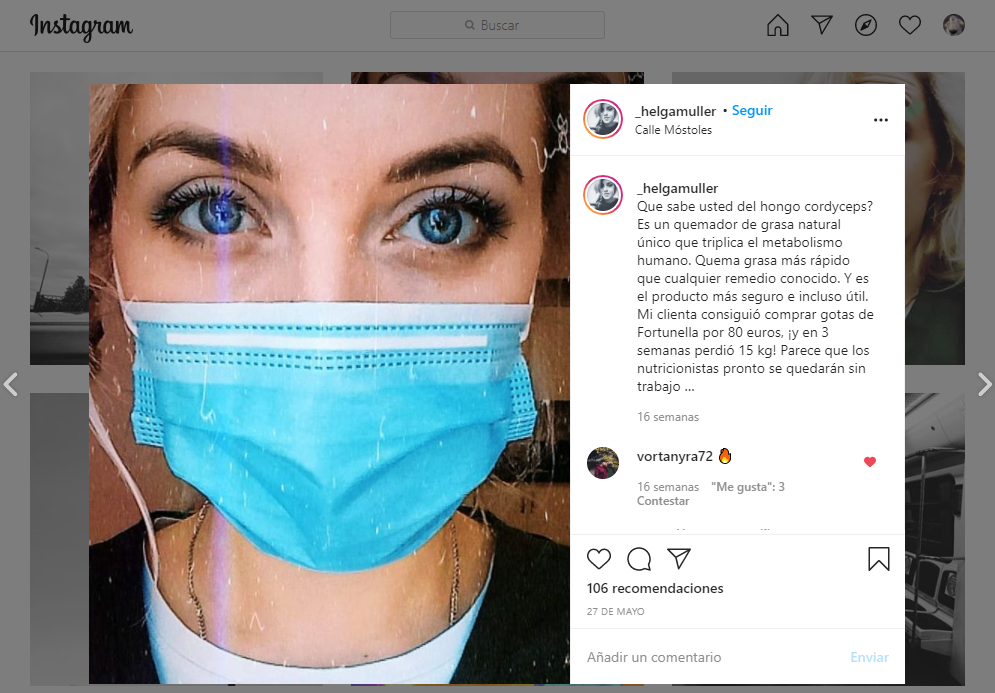 Instagram
Buscar
_helgamuller • Seguir
Calle Móstoles
_helgamuller
Que sabe usted del hongo cordyceps?
Es un quemador de grasa natural
único que triplica el metabolismo
humano. Quema grasa más rápido
que cualquier remedio conocido. Y es
el producto más seguro e incluso útil.
Mi clienta consiguió comprar gotas de
Fortunella por 80 euros, ¡y en 3
semanas perdió 15 kg! Parece que los
nutricionistas pronto se quedarán sin
trabajo ...
16 semanas
vortanyra72 🔥
16 semanas "Me gusta": 3
Contestar
106 recomendaciones
27 DE MAYO
Añadir un comentario
Enviar